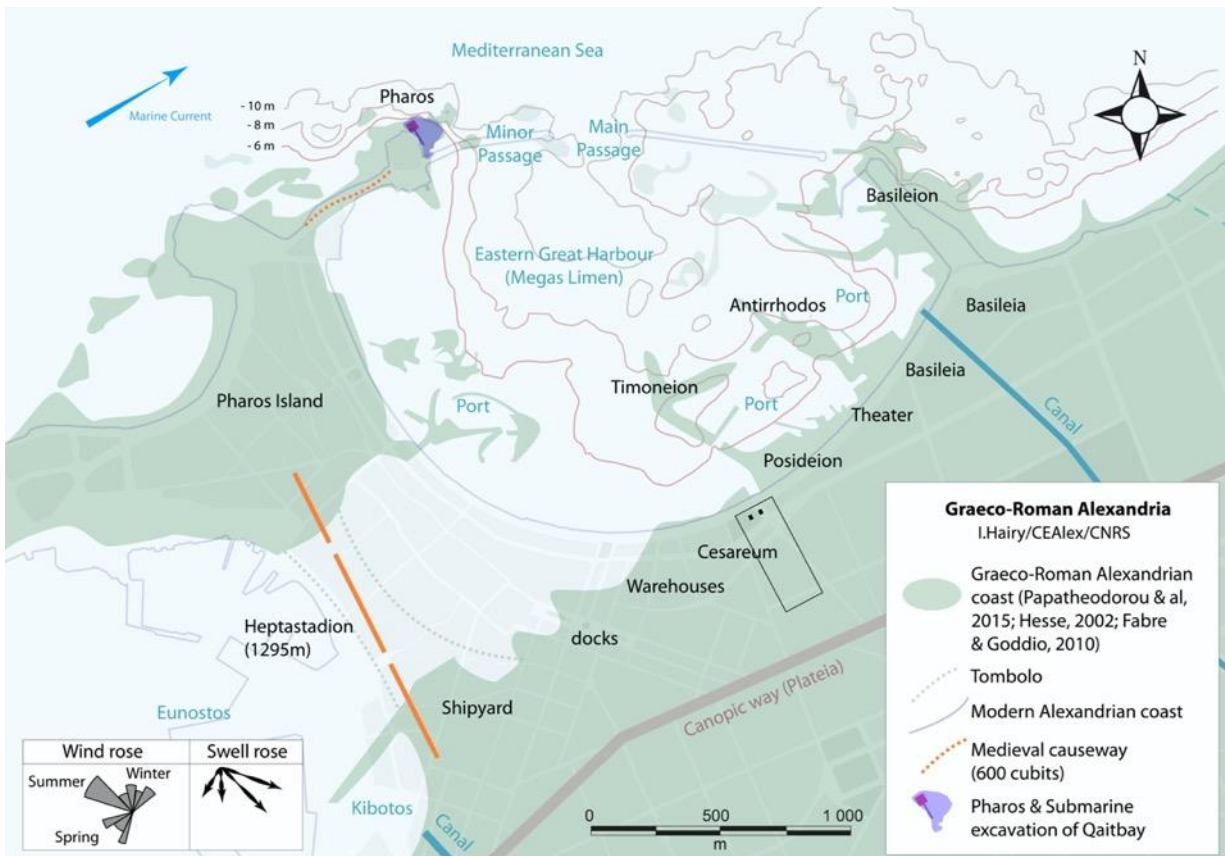 Mediterranean Sea
N
Marine Current
Pharos
- 10 m
- 8 m
- 6 m
Minor
Passage
Main
Passage
Basileion
Eastern Great Harbour
(Megas Limen)
Antirrhodos
Port
Basileia
Basileia
Timoneion
Pharos Island
Port
Port
Theater
Canal
Posideion
Cesareum
Warehouses
Heptastadion
(1295m)
docks
Shipyard
Canopic way (Plateia)
Eunostos
Kibotos
Canal
Wind rose
Swell rose
Summer
Winter
Spring
0
500
1 000
m
Graeco-Roman Alexandria
I.Hairy/CEAlex/CNRS
Graeco-Roman Alexandrian
coast (Papatheodorou & al,
2015; Hesse, 2002; Fabre
& Goddio, 2010)
Tombolo
Modern Alexandrian coast
Medieval causeway
(600 cubits)
Pharos & Submarine
excavation of Qaitbay